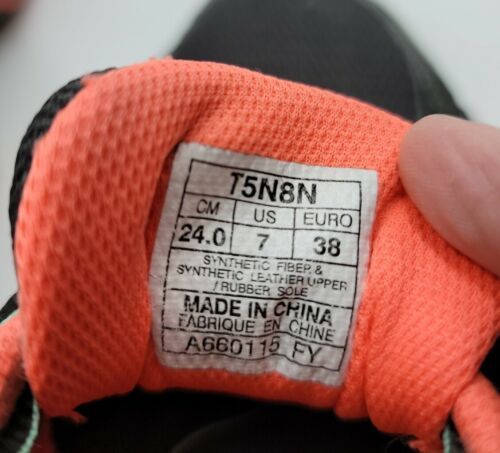 T5N8N
CM US EURO
24.0 7 38
SYNTHETIC FIBER &
SYNTHETIC LEATHER UPPER
/ RUBBER SOLE
MADE IN CHINA
FABRIQUE EN CHINE
A660115 FY